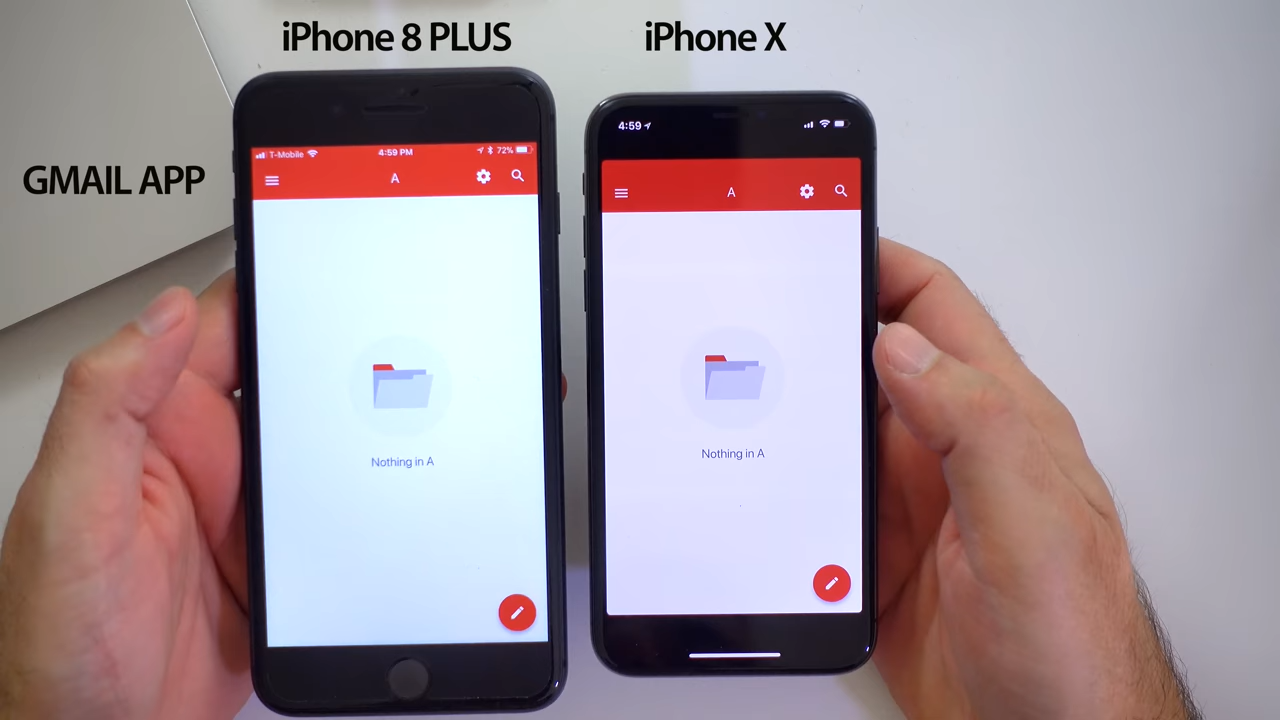 iPhone 8 PLUS
iPhone X
GMAIL APP
T-Mobile 4:59 PM 72%
A
Nothing in A
4:59
A
Nothing in A